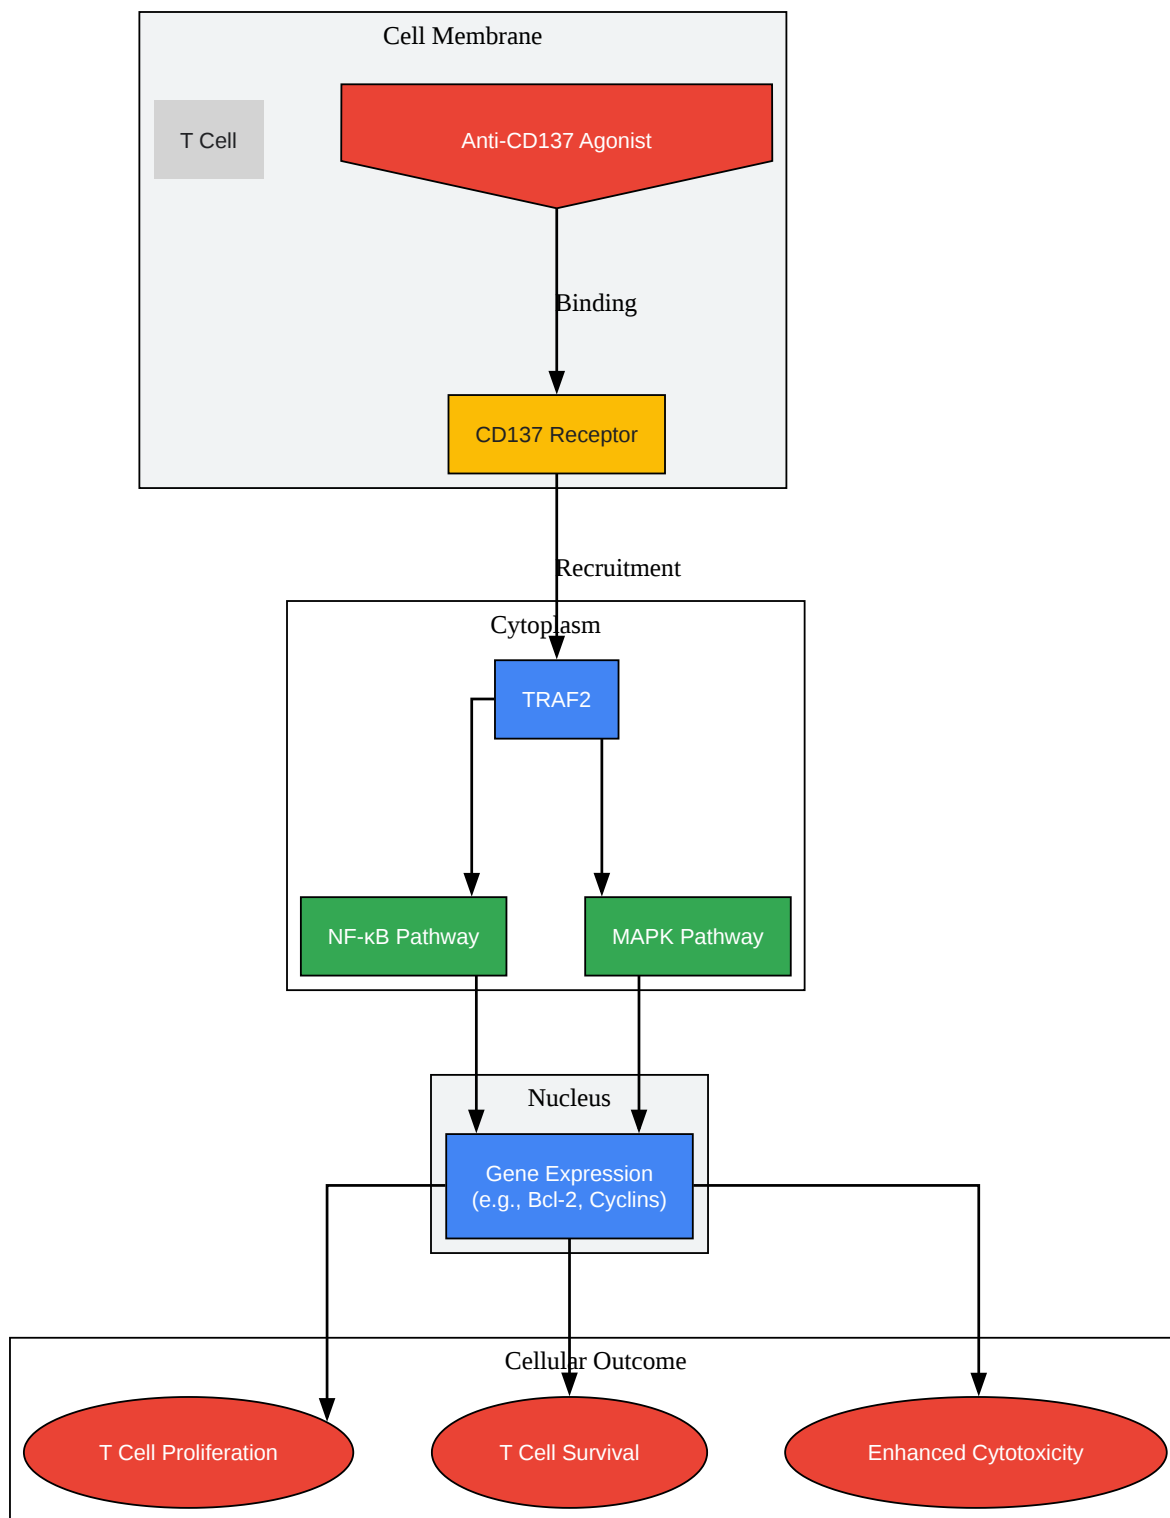 Cell Membrane
T Cell
Anti-CD137 Agonist
Binding
CD137 Receptor
Recruitment
Cytoplasm
TRAF2
NF-κB Pathway
MAPK Pathway
Nucleus
Gene Expression
(e.g., Bcl-2, Cyclins)
Cellular Outcome
T Cell Proliferation
T Cell Survival
Enhanced Cytotoxicity